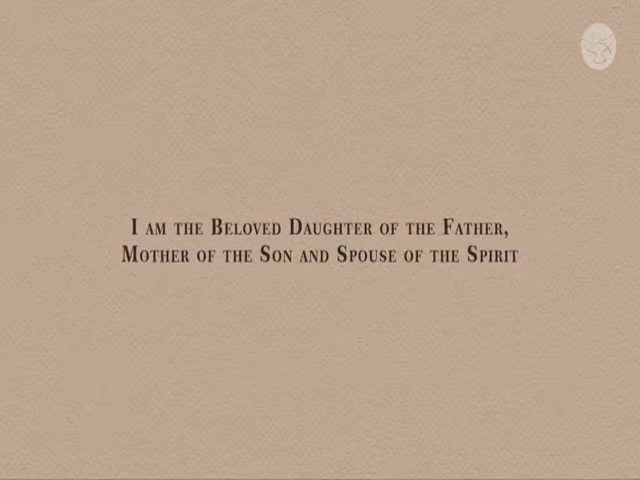 I am the Beloved Daughter of the Father,
Mother of the Son and Spouse of the Spirit